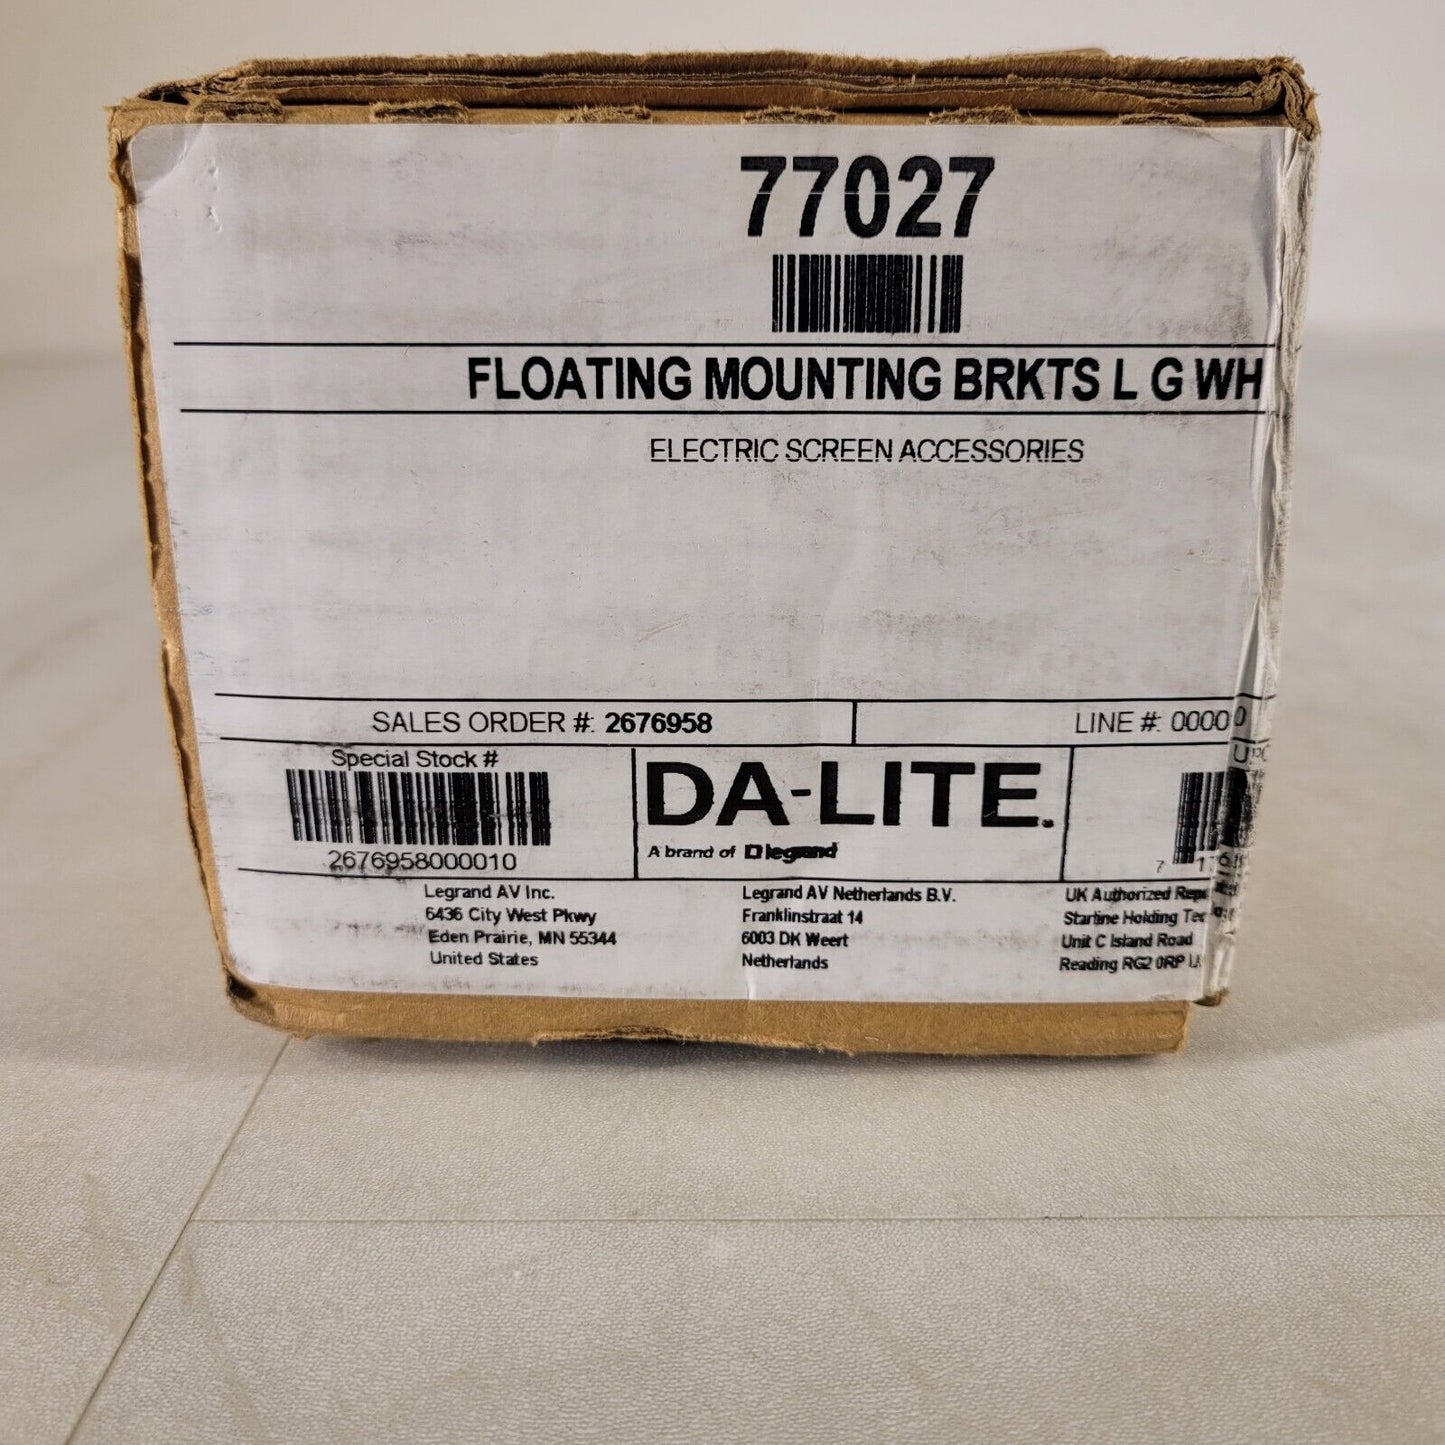 77027
FLOATING MOUNTING BRKTS L G WH
ELECTRIC SCREEN ACCESSORIES
SALES ORDER #: 2676958
LINE #: 0000
Special Stock #
2676958000010
DA-LITE.
A brand of legrand
Legrand AV Inc.
6436 City West Pkwy
Eden Prairie, MN 55344
United States
Legrand AV Netherlands B.V.
Franklinstraat 14
6003 DK Weert
Netherlands
UK Authorized
Starline Holding
Unit C Island Road
Reading RG2 0RP